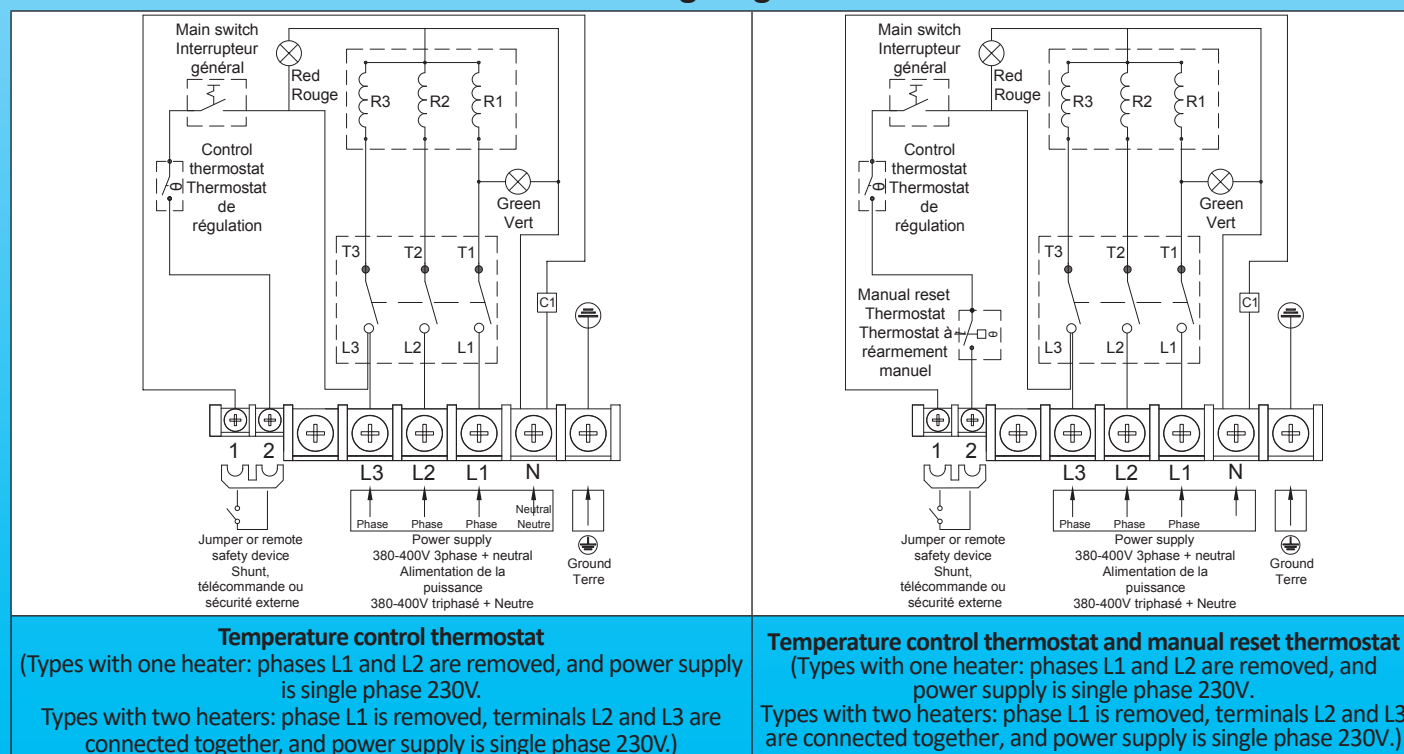 Main switch
Interrupteur
général
Red
Rouge
R3
R2
R1
Control
thermostat
Thermostat
de
régulation
θ
Green
Vert
T3
T2
T1
C1
L3
L2
L1
1
2
L3
L2
L1
N
Phase
Phase
Phase
Neutral
Neutre
Jumper or remote
safety device
Shunt,
télécommande ou
sécurité externe
Power supply
380-400V 3phase + neutral
Alimentation de la
puissance
380-400V triphasé + Neutre
Ground
Terre
Temperature control thermostat
(Types with one heater: phases L1 and L2 are removed, and power supply
is single phase 230V.
Types with two heaters: phase L1 is removed, terminals L2 and L3 are
connected together, and power supply is single phase 230V.)
Main switch
Interrupteur
général
Red
Rouge
R3
R2
R1
Control
thermostat
Thermostat
de
régulation
θ
Green
Vert
T3
T2
T1
C1
Manual reset
Thermostat
Thermostat à
réarmement
manuel
θ
L3
L2
L1
1
2
L3
L2
L1
N
Phase
Phase
Phase
Jumper or remote
safety device
Shunt,
télécommande ou
sécurité externe
Power supply
380-400V 3phase + neutral
Alimentation de la
puissance
380-400V triphasé + Neutre
Ground
Terre
Temperature control thermostat and manual reset thermostat
(Types with one heater: phases L1 and L2 are removed, and
power supply is single phase 230V.
Types with two heaters: phase L1 is removed, terminals L2 and L3
are connected together, and power supply is single phase 230V.)